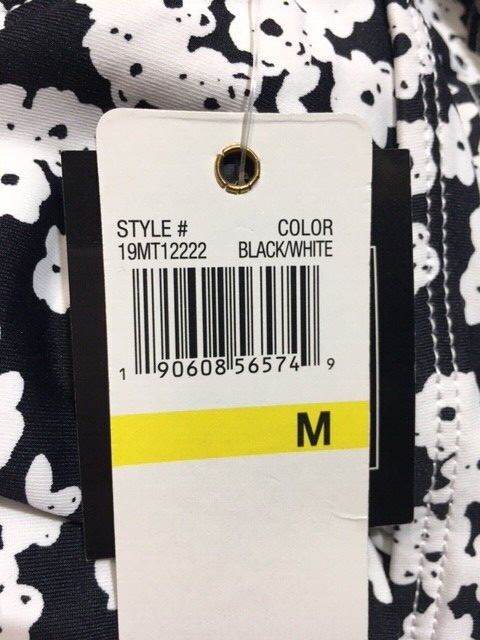 STYLE # COLOR
19MT12222 BLACK/WHITE
1 90608 56574 9
M